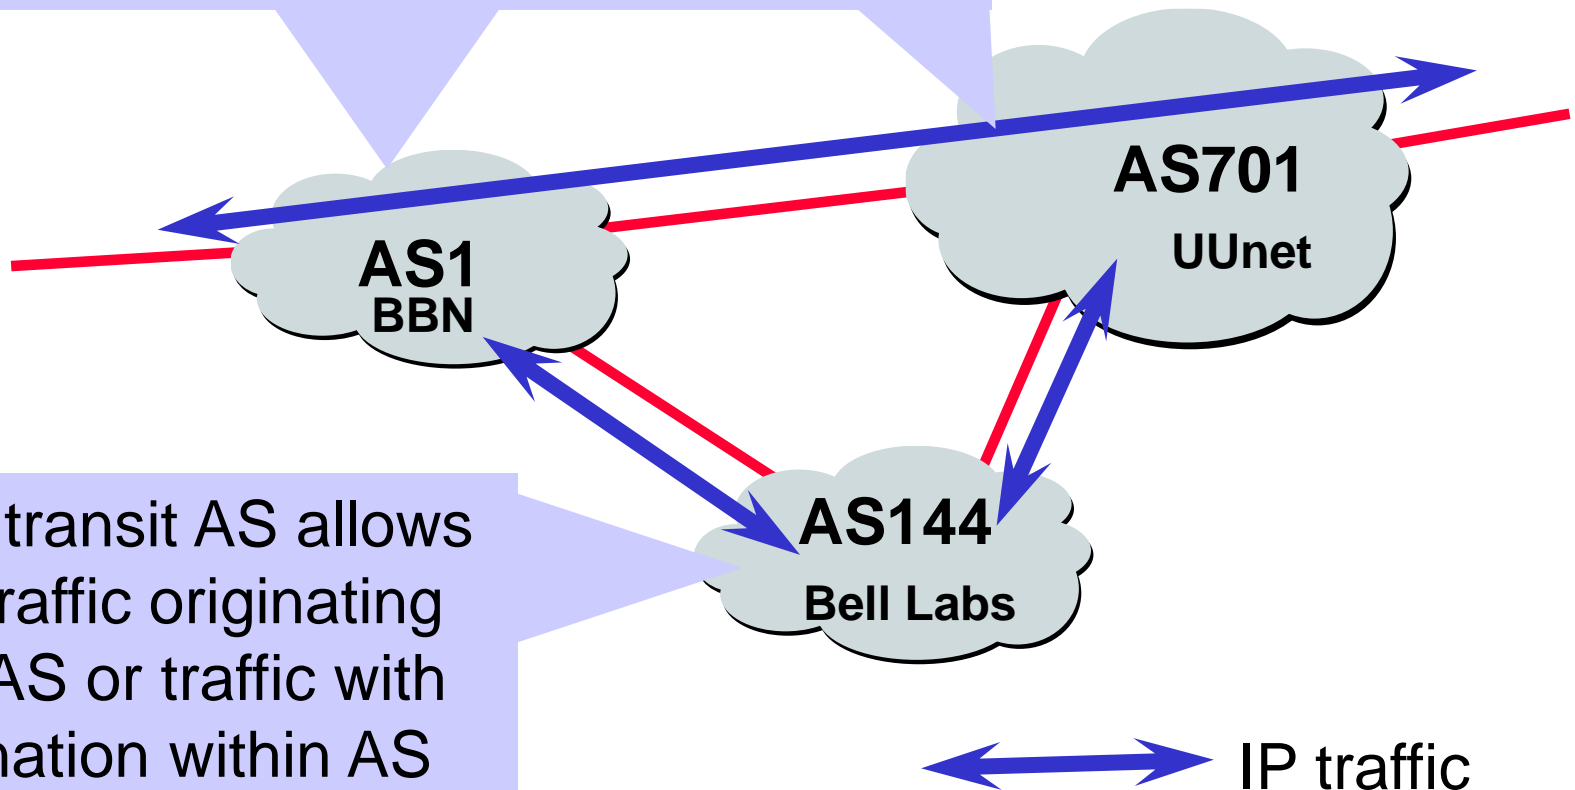 AS701
UUnet
AS1
BBN
transit AS allows
raffic originating
AS or traffic with
nation within AS
AS144
Bell Labs
IP traffic